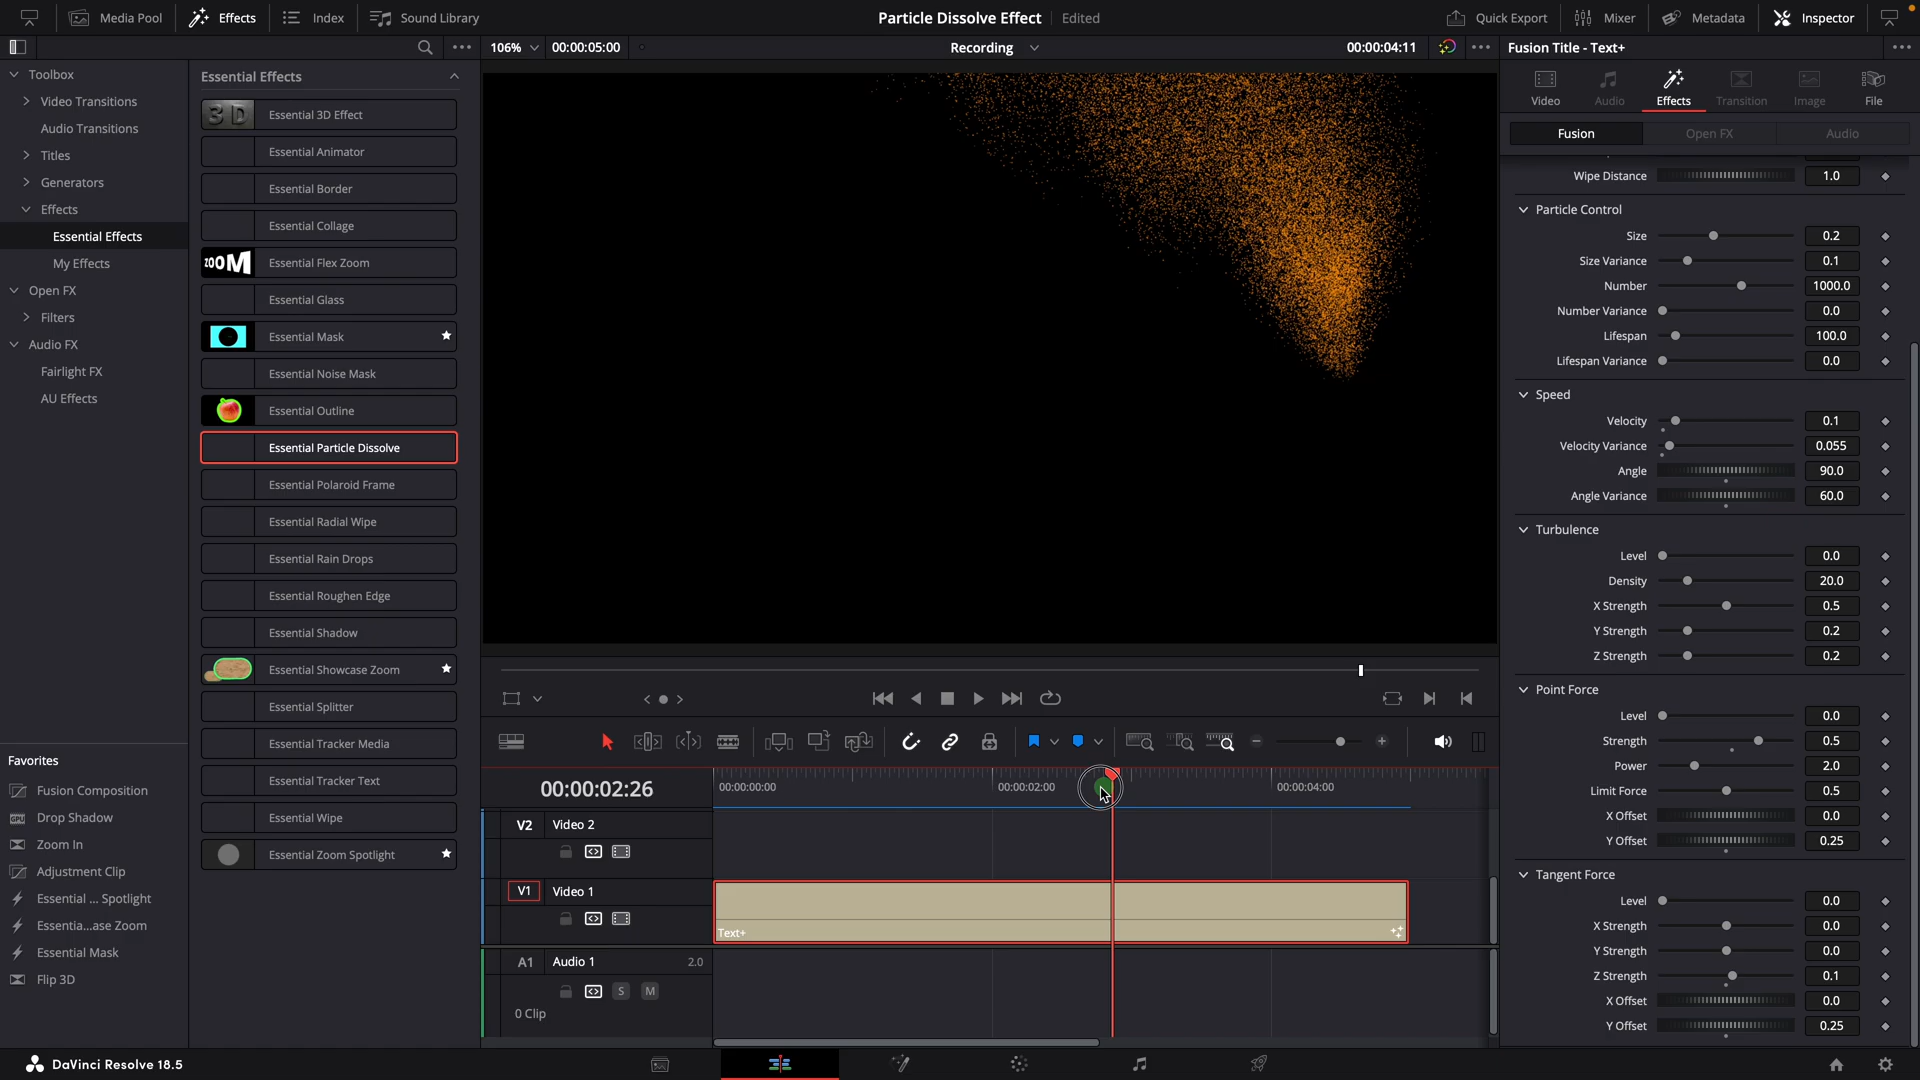 Media Pool
Effects
Index
Sound Library
Particle Dissolve Effect
Edited
Quick Export
Mixer
Metadata
Inspector
106%
00:00:05:00
Recording
00:00:04:11
Fusion Title - Text+
Toolbox
Video Transitions
Audio Transitions
Titles
Generators
Effects
Essential Effects
My Effects
Open FX
Filters
Audio FX
Fairlight FX
AU Effects
Favorites
Fusion Composition
Drop Shadow
Zoom In
Adjustment Clip
Essential ... Spotlight
Essentia...ase Zoom
Essential Mask
Flip 3D
Essential Effects
3D
Essential 3D Effect
Essential Animator
Essential Border
Essential Collage
ZOOM
Essential Flex Zoom
Essential Glass
Essential Mask
Essential Noise Mask
Essential Outline
Essential Particle Dissolve
Essential Polaroid Frame
Essential Radial Wipe
Essential Rain Drops
Essential Roughen Edge
Essential Shadow
Essential Showcase Zoom
Essential Splitter
Essential Tracker Media
Essential Tracker Text
Essential Wipe
Essential Zoom Spotlight
00:00:02:26
00:00:00:00
00:00:02:00
00:00:04:00
V2
Video 2
V1
Video 1
Text+
A1
Audio 1
2.0
S
M
0 Clip
Video
Audio
Effects
Transition
Image
File
Fusion
Open FX
Audio
Wipe Distance 1.0
Particle Control
Size 0.2
Size Variance 0.1
Number 1000.0
Number Variance 0.0
Lifespan 100.0
Lifespan Variance 0.0
Speed
Velocity 0.1
Velocity Variance 0.055
Angle 90.0
Angle Variance 60.0
Turbulence
Level 0.0
Density 20.0
X Strength 0.5
Y Strength 0.2
Z Strength 0.2
Point Force
Level 0.0
Strength 0.5
Power 2.0
Limit Force 0.5
X Offset 0.0
Y Offset 0.25
Tangent Force
Level 0.0
X Strength 0.0
Y Strength 0.0
Z Strength 0.1
X Offset 0.0
Y Offset 0.25
DaVinci Resolve 18.5